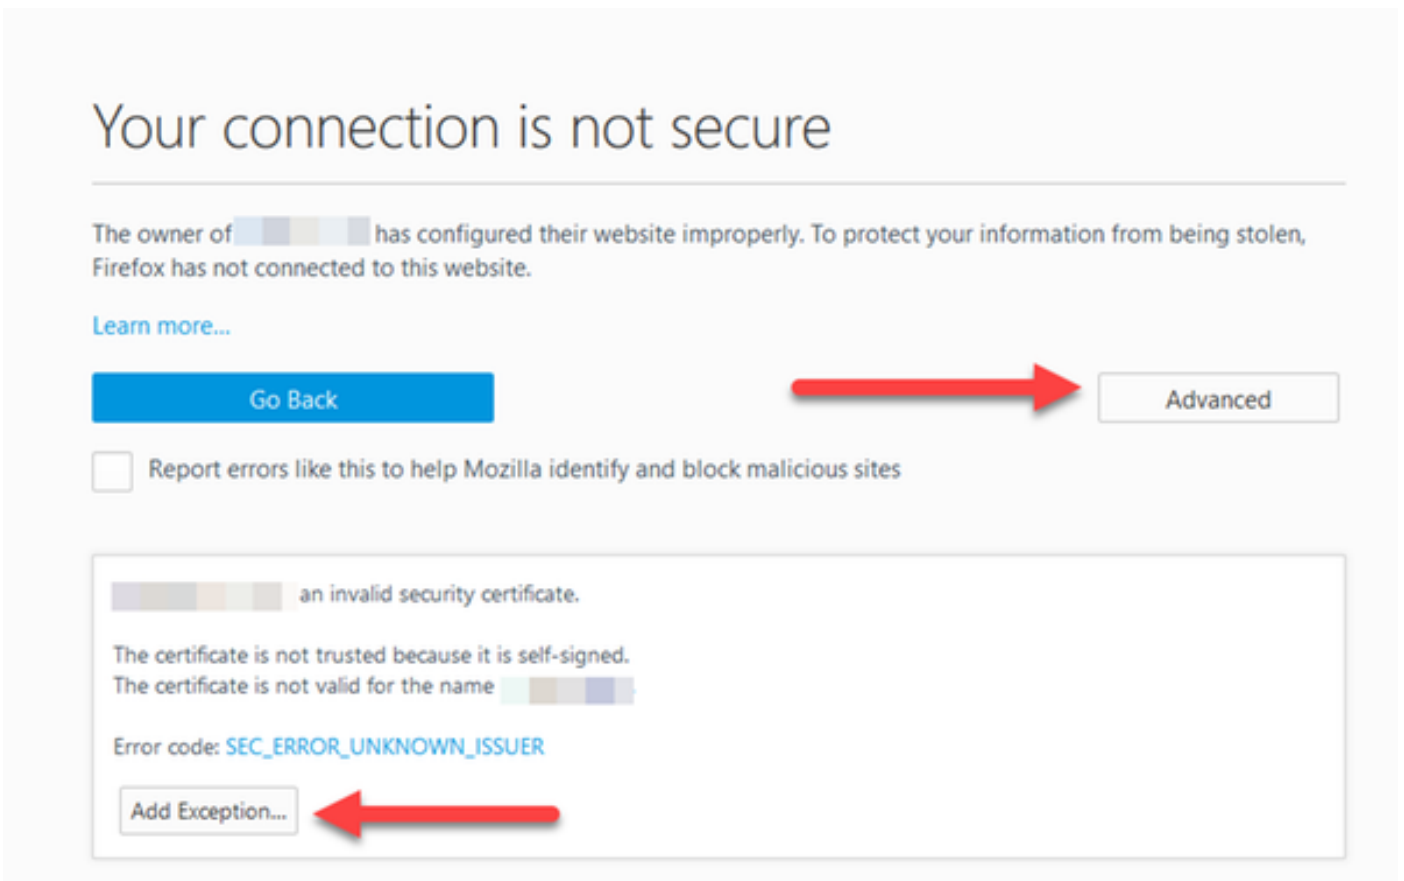 Your connection is not secure
The owner of has configured their website improperly. To protect your information from being stolen,
Firefox has not connected to this website.
Learn more...
Go Back
Advanced
Report errors like this to help Mozilla identify and block malicious sites
an invalid security certificate.
The certificate is not trusted because it is self-signed.
The certificate is not valid for the name
Error code: SEC_ERROR_UNKNOWN_ISSUER
Add Exception...